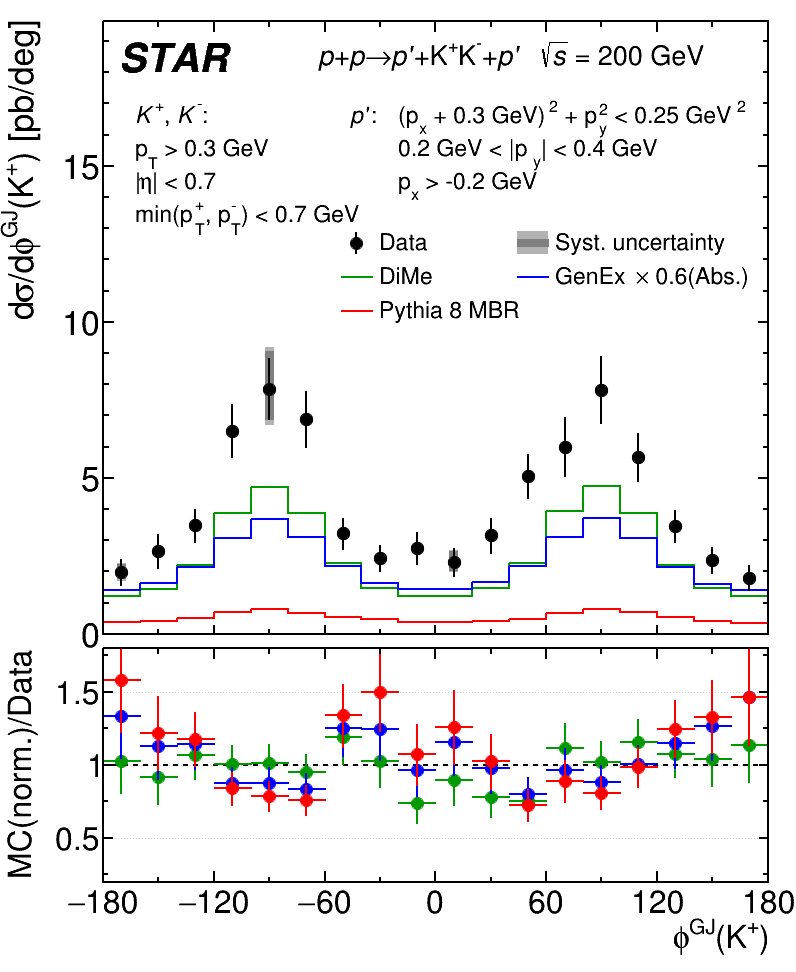 STAR p+p→p′+K⁺K⁻+p′ √s = 200 GeV
K⁺, K⁻: p′: (pₓ + 0.3 GeV)² + p_y² < 0.25 GeV²
p_T > 0.3 GeV 0.2 GeV < |p_y| < 0.4 GeV
|η| < 0.7 pₓ > -0.2 GeV
min(p_T⁺, p_T⁻) < 0.7 GeV
Data Syst. uncertainty
DiMe GenEx × 0.6(Abs.)
Pythia 8 MBR
dσ/dφ^GJ(K⁺) [pb/deg]
15
10
5
0
MC(norm.)/Data
1.5
1
0.5
−180 −120 −60 0 60 120 180
φ^GJ(K⁺)